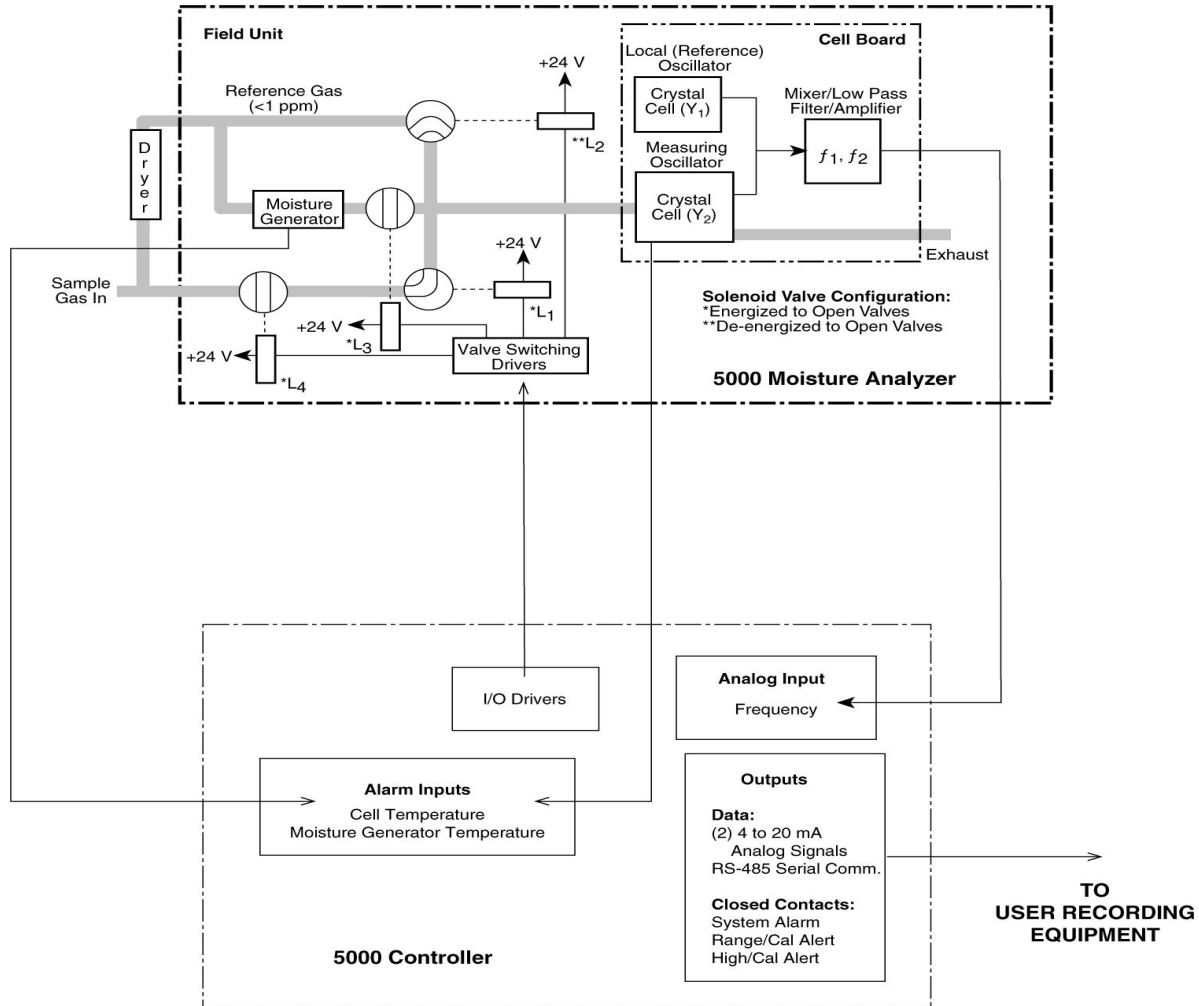 Field Unit
Cell Board
Local (Reference)
Oscillator
+24 V
Reference Gas
(<1 ppm)
Crystal
Cell (Y1)
Mixer/Low Pass
Filter/Amplifier
**L2
Dryer
Measuring
Oscillator
ƒ1, ƒ2
Moisture
Generator
Crystal
Cell (Y2)
+24 V
Exhaust
Sample
Gas In
*L1
Solenoid Valve Configuration:
*Energized to Open Valves
**De-energized to Open Valves
+24 V
*L3
Valve Switching
Drivers
+24 V
*L4
5000 Moisture Analyzer
I/O Drivers
Analog Input
Frequency
Alarm Inputs
Cell Temperature
Moisture Generator Temperature
Outputs
Data:
(2) 4 to 20 mA
Analog Signals
RS-485 Serial Comm.
Closed Contacts:
System Alarm
Range/Cal Alert
High/Cal Alert
TO
USER RECORDING
EQUIPMENT
5000 Controller